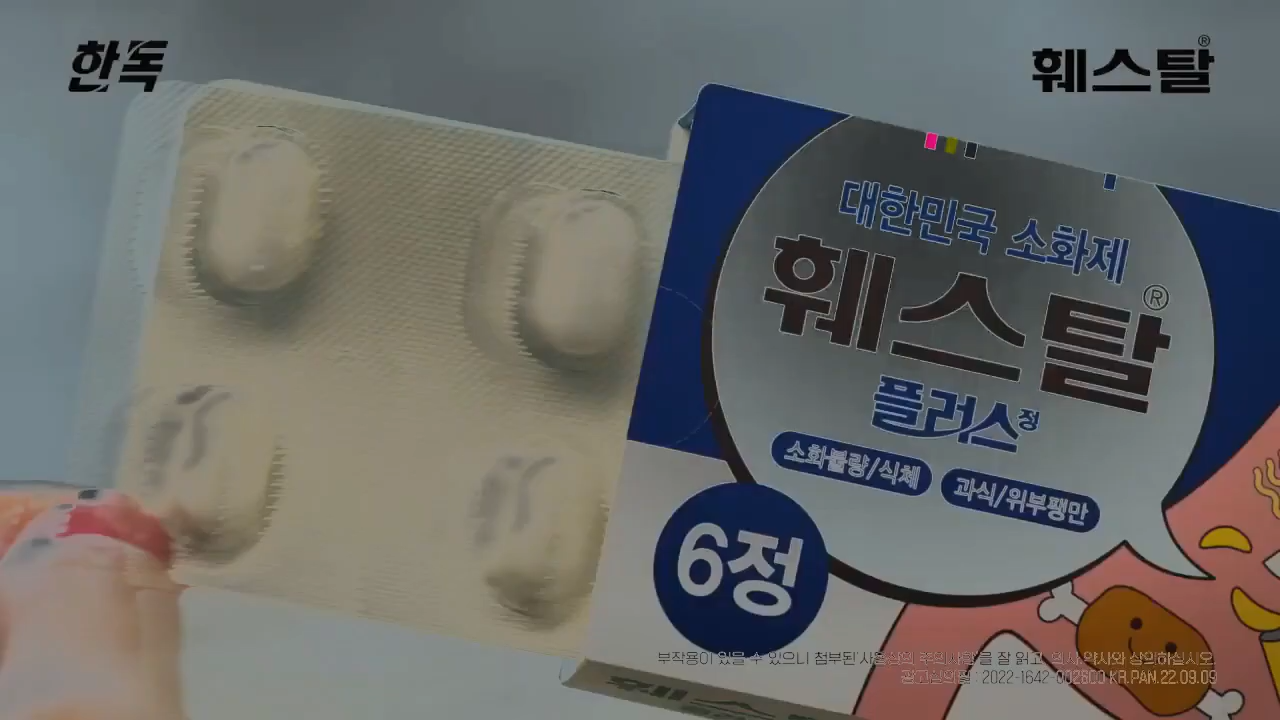 한독
훼스탈®
대한민국 소화제
훼스탈®
플러스정
소화불량/식체
과식/위부팽만
6정
부작용이 있을 수 있으니 첨부된 '사용상의 주의사항'을 잘 읽고, 의사, 약사와 상의하십시오.
광고심의필 : 2022-1642-002600 KR.PAN.22.09.09
훼스탈